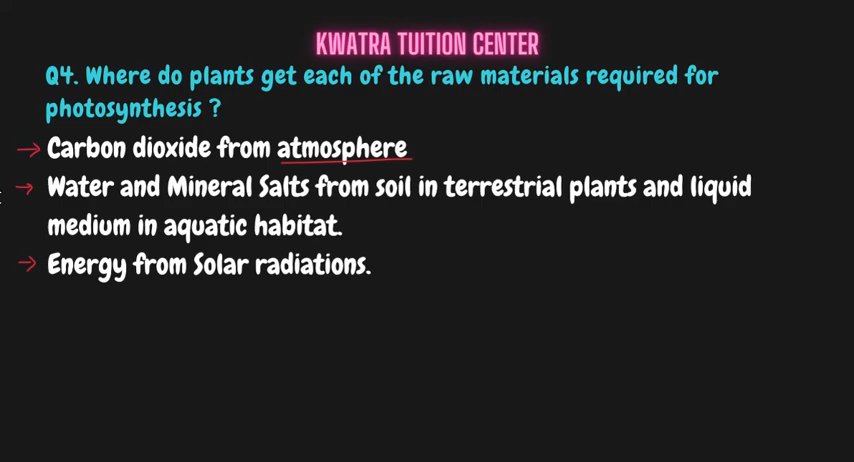 KWATRA TUITION CENTER
Q4. Where do plants get each of the raw materials required for
photosynthesis ?
→ Carbon dioxide from atmosphere
→ Water and Mineral Salts from soil in terrestrial plants and liquid
medium in aquatic habitat.
→ Energy from Solar radiations.